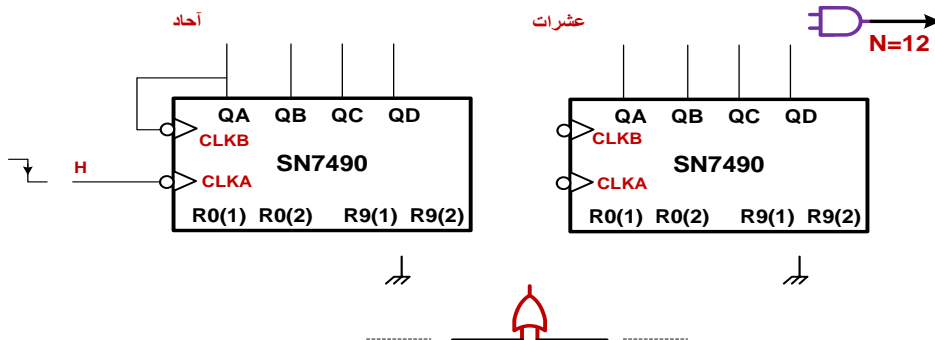 آحاد
عشرات
N=12
QA QB QC QD
CLKB
SN7490
H
CLKA
R0(1) R0(2) R9(1) R9(2)
QA QB QC QD
CLKB
SN7490
CLKA
R0(1) R0(2) R9(1) R9(2)